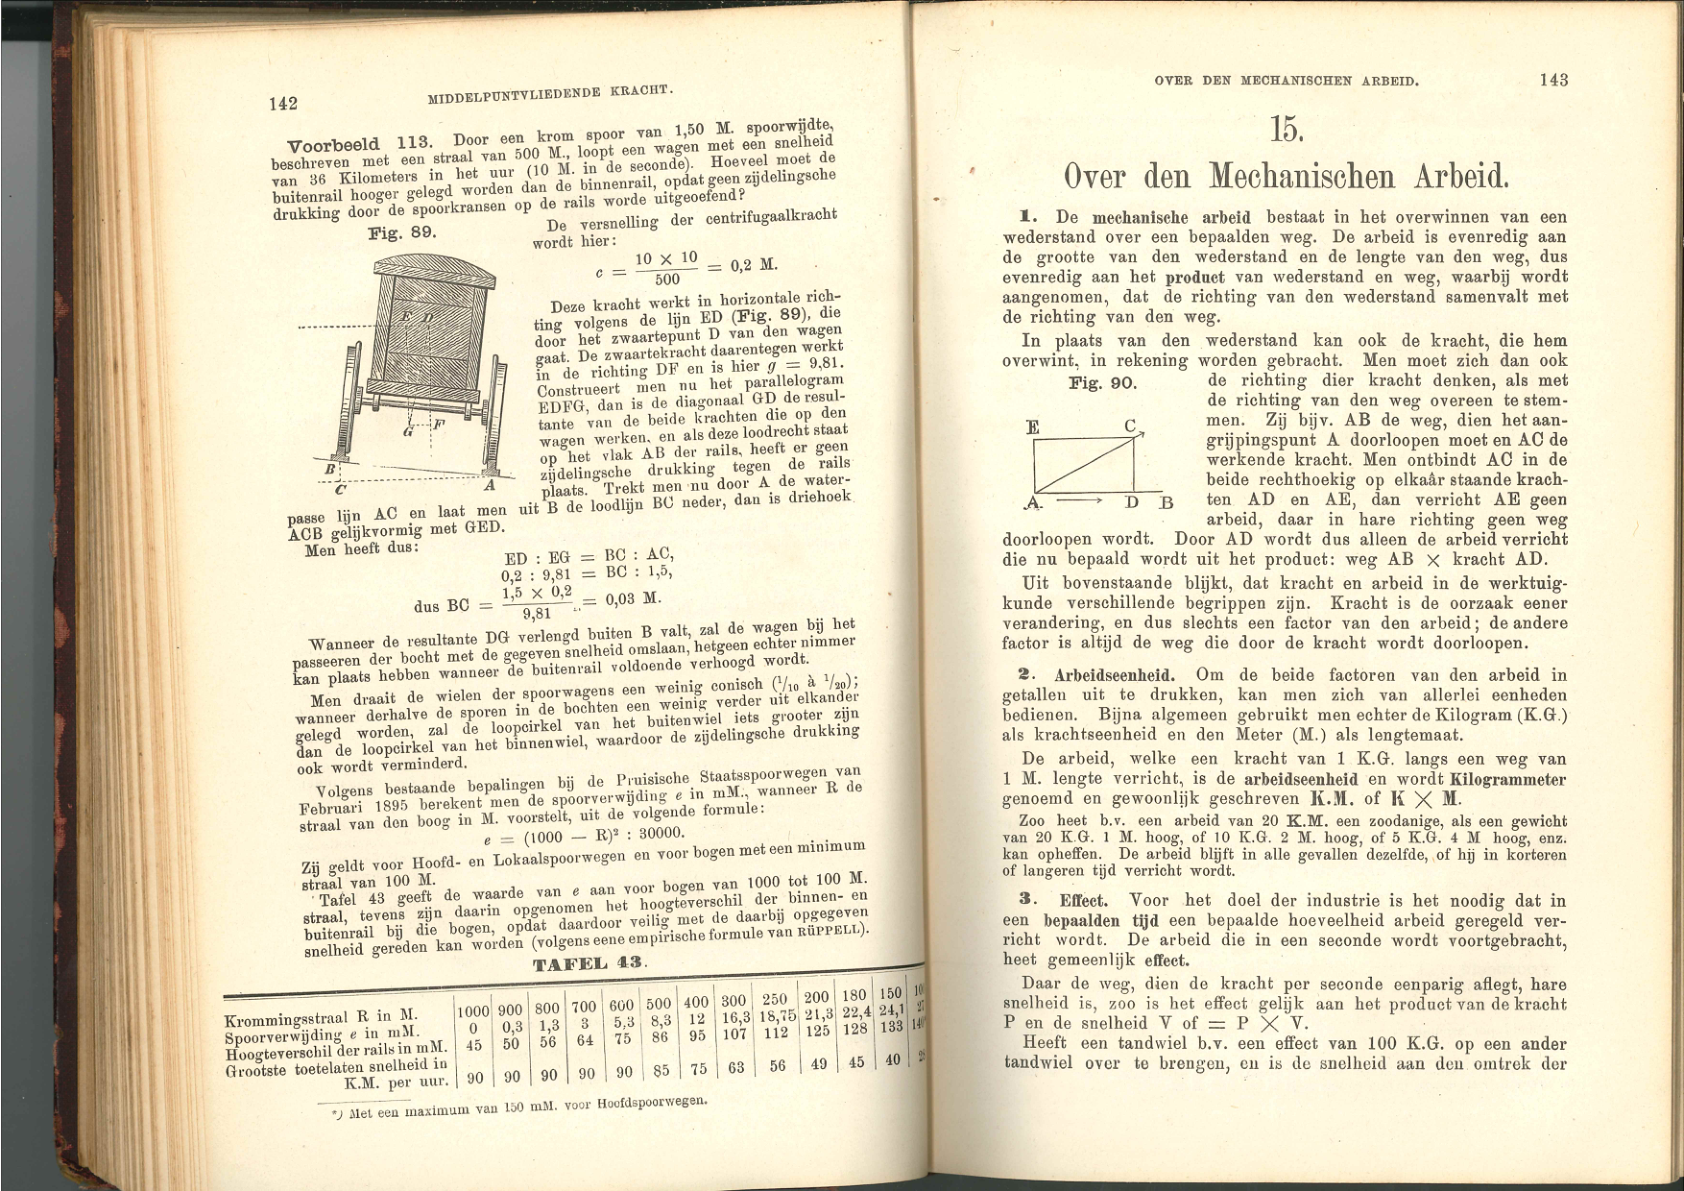 142
MIDDELPUNTVLIEDENDE KRACHT.
Voorbeeld 113. Door een krom spoor van 1,50 M. spoorwijdte,
beschreven met een straal van 500 M., loopt een wagen met een snelheid
van 36 Kilometers in het uur (10 M. in de seconde). Hoeveel moet de
buitenrail hooger gelegd worden dan de binnenrail, opdat geen zijdelingsche
drukking door de spoorkransen op de rails worde uitgeoefend?
Fig. 89.
De versnelling der centrifugaalkracht
wordt hier:
c = 10 × 10 / 500 = 0,2 M.
Deze kracht werkt in horizontale rich-
ting volgens de lijn ED (Fig. 89), die
door het zwaartepunt D van den wagen
gaat. De zwaartekracht daarentegen werkt
in de richting DF en is hier g = 9,81.
Construeert men nu het parallelogram
EDFG, dan is de diagonaal GD de resul-
tante van de beide krachten die op den
wagen werken, en als deze loodrecht staat
op het vlak AB der rails, heeft er geen
zijdelingsche drukking tegen de rails
plaats. Trekt men nu door A de water-
E D
G F
B
C
A
passe lijn AC en laat men uit B de loodlijn BC neder, dan is driehoek
ACB gelijkvormig met GED.
Men heeft dus:
ED : EG = BC : AC,
0,2 : 9,81 = BC : 1,5,
dus BC = 1,5 × 0,2 / 9,81 = 0,03 M.
Wanneer de resultante DG verlengd buiten B valt, zal de wagen bij het
passeeren der bocht met de gegeven snelheid omslaan, hetgeen echter nimmer
kan plaats hebben wanneer de buitenrail voldoende verhoogd wordt.
Men draait de wielen der spoorwagens een weinig conisch (1/10 à 1/20);
wanneer derhalve de sporen in de bochten een weinig verder uit elkander
gelegd worden, zal de loopcirkel van het buitenwiel iets grooter zijn
dan de loopcirkel van het binnenwiel, waardoor de zijdelingsche drukking
ook wordt verminderd.
Volgens bestaande bepalingen bij de Pruisische Staatsspoorwegen van
Februari 1895 berekent men de spoorverwijding e in mM., wanneer R de
straal van den boog in M. voorstelt, uit de volgende formule:
e = (1000 — R)² : 30000.
Zij geldt voor Hoofd- en Lokaalspoorwegen en voor bogen met een minimum
straal van 100 M.
Tafel 43 geeft de waarde van e aan voor bogen van 1000 tot 100 M.
straal, tevens zijn daarin opgenomen het hoogteverschil der binnen- en
buitenrail bij die bogen, opdat daardoor veilig met de daarbij opgegeven
snelheid gereden kan worden (volgens eene empirische formule van RÜPPELL).
TAFEL 43.
Krommingsstraal R in M. 1000 900 800 700 600 500 400 300 250 200 180 150
Spoorverwijding e in mM. 0 0,3 1,3 3 5,3 8,3 12 16,3 18,75 21,3 22,4 24,1
Hoogteverschil der rails in mM. 45 50 56 64 75 86 95 107 112 125 128 133
Grootste toetelaten snelheid in
K.M. per uur. 90 90 90 90 90 85 75 63 56 49 45 40
*) Met een maximum van 150 mM. voor Hoofdspoorwegen.
OVER DEN MECHANISCHEN ARBEID.
143
15.
Over den Mechanischen Arbeid.
1. De mechanische arbeid bestaat in het overwinnen van een
wederstand over een bepaalden weg. De arbeid is evenredig aan
de grootte van den wederstand en de lengte van den weg, dus
evenredig aan het product van wederstand en weg, waarbij wordt
aangenomen, dat de richting van den wederstand samenvalt met
de richting van den weg.
In plaats van den wederstand kan ook de kracht, die hem
overwint, in rekening worden gebracht. Men moet zich dan ook
Fig. 90.
E C
A D B
de richting dier kracht denken, als met
de richting van den weg overeen te stem-
men. Zij bijv. AB de weg, dien het aan-
grijpingspunt A doorloopen moet en AC de
werkende kracht. Men ontbindt AC in de
beide rechthoekig op elkaâr staande krach-
ten AD en AE, dan verricht AE geen
arbeid, daar in hare richting geen weg
doorloopen wordt. Door AD wordt dus alleen de arbeid verricht
die nu bepaald wordt uit het product: weg AB × kracht AD.
Uit bovenstaande blijkt, dat kracht en arbeid in de werktuig-
kunde verschillende begrippen zijn. Kracht is de oorzaak eener
verandering, en dus slechts een factor van den arbeid; de andere
factor is altijd de weg die door de kracht wordt doorloopen.
2. Arbeidseenheid. Om de beide factoren van den arbeid in
getallen uit te drukken, kan men zich van allerlei eenheden
bedienen. Bijna algemeen gebruikt men echter de Kilogram (K.G.)
als krachtseenheid en den Meter (M.) als lengtemaat.
De arbeid, welke een kracht van 1 K.G. langs een weg van
1 M. lengte verricht, is de arbeidseenheid en wordt Kilogrammeter
genoemd en gewoonlijk geschreven K.M. of K × M.
Zoo heet b.v. een arbeid van 20 K.M. een zoodanige, als een gewicht
van 20 K.G. 1 M. hoog, of 10 K.G. 2 M. hoog, of 5 K.G. 4 M hoog, enz.
kan opheffen. De arbeid blijft in alle gevallen dezelfde, of hij in korteren
of langeren tijd verricht wordt.
3. Effect. Voor het doel der industrie is het noodig dat in
een bepaalden tijd een bepaalde hoeveelheid arbeid geregeld ver-
richt wordt. De arbeid die in een seconde wordt voortgebracht,
heet gemeenlijk effect.
Daar de weg, dien de kracht per seconde eenparig aflegt, hare
snelheid is, zoo is het effect gelijk aan het product van de kracht
P en de snelheid V of = P × V.
Heeft een tandwiel b.v. een effect van 100 K.G. op een ander
tandwiel over te brengen, en is de snelheid aan den omtrek der